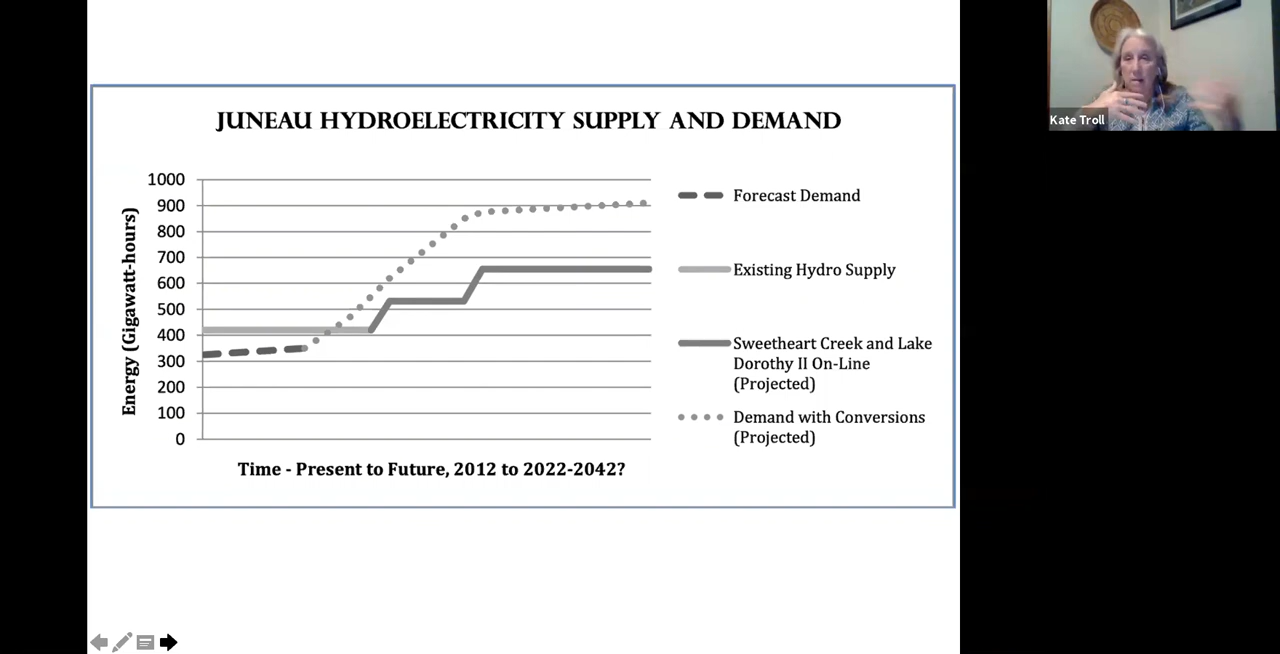 JUNEAU HYDROELECTRICITY SUPPLY AND DEMAND
Energy (Gigawatt-hours)
1000
900
800
700
600
500
400
300
200
100
0
Time - Present to Future, 2012 to 2022-2042?
Forecast Demand
Existing Hydro Supply
Sweetheart Creek and Lake
Dorothy II On-Line
(Projected)
Demand with Conversions
(Projected)
Kate Troll